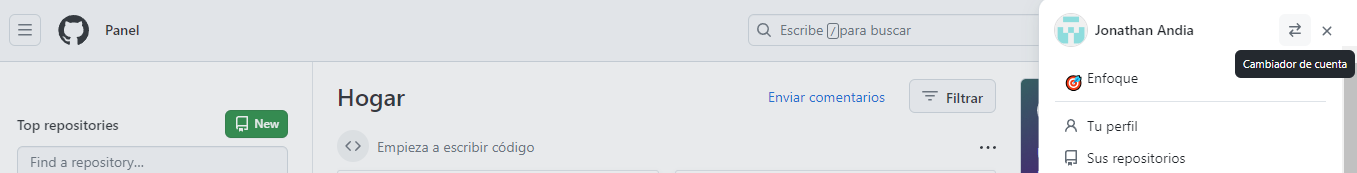 Panel
Escribe / para buscar
Jonathan Andia
Cambiador de cuenta
Enfoque
Top repositories
New
Find a repository...
Hogar
Enviar comentarios
Filtrar
Empieza a escribir código
Tu perfil
Sus repositorios